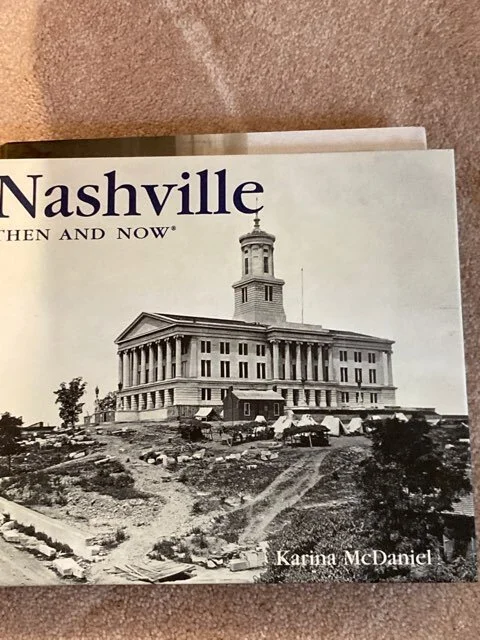 Nashville
THEN AND NOW®
Karina McDaniel